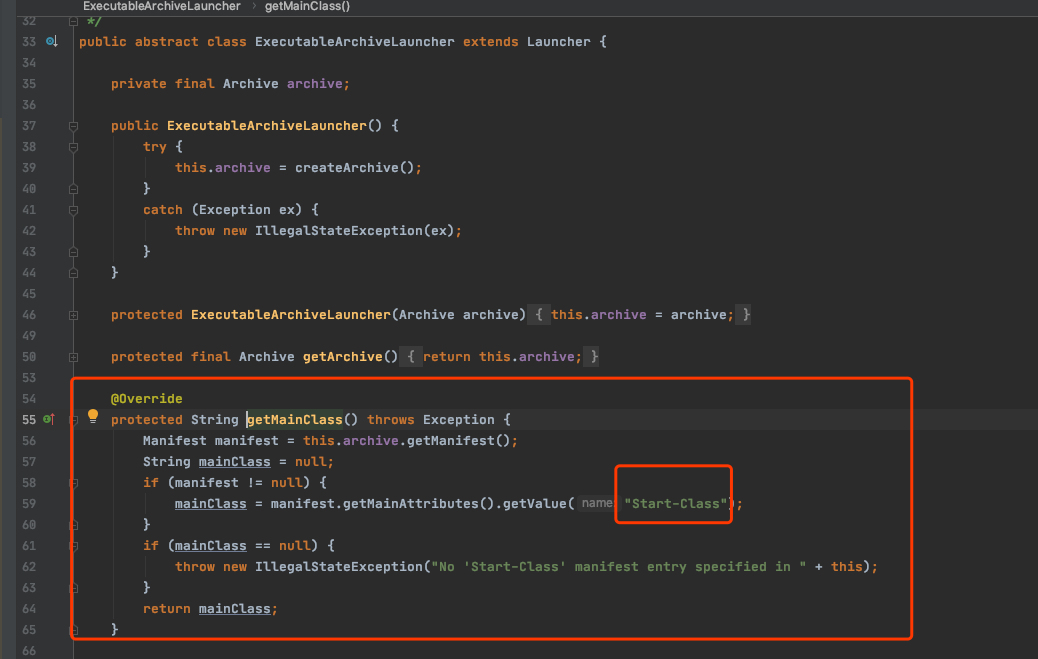 ExecutableArchiveLauncher › getMainClass()
32 */
33 public abstract class ExecutableArchiveLauncher extends Launcher {
34
35 private final Archive archive;
36
37 public ExecutableArchiveLauncher() {
38 try {
39 this.archive = createArchive();
40 }
41 catch (Exception ex) {
42 throw new IllegalStateException(ex);
43 }
44 }
45
46 protected ExecutableArchiveLauncher(Archive archive) { this.archive = archive; }
49
50 protected final Archive getArchive() { return this.archive; }
53
54 @Override
55 protected String getMainClass() throws Exception {
56 Manifest manifest = this.archive.getManifest();
57 String mainClass = null;
58 if (manifest != null) {
59 mainClass = manifest.getMainAttributes().getValue( name "Start-Class");
60 }
61 if (mainClass == null) {
62 throw new IllegalStateException("No 'Start-Class' manifest entry specified in " + this);
63 }
64 return mainClass;
65 }
66